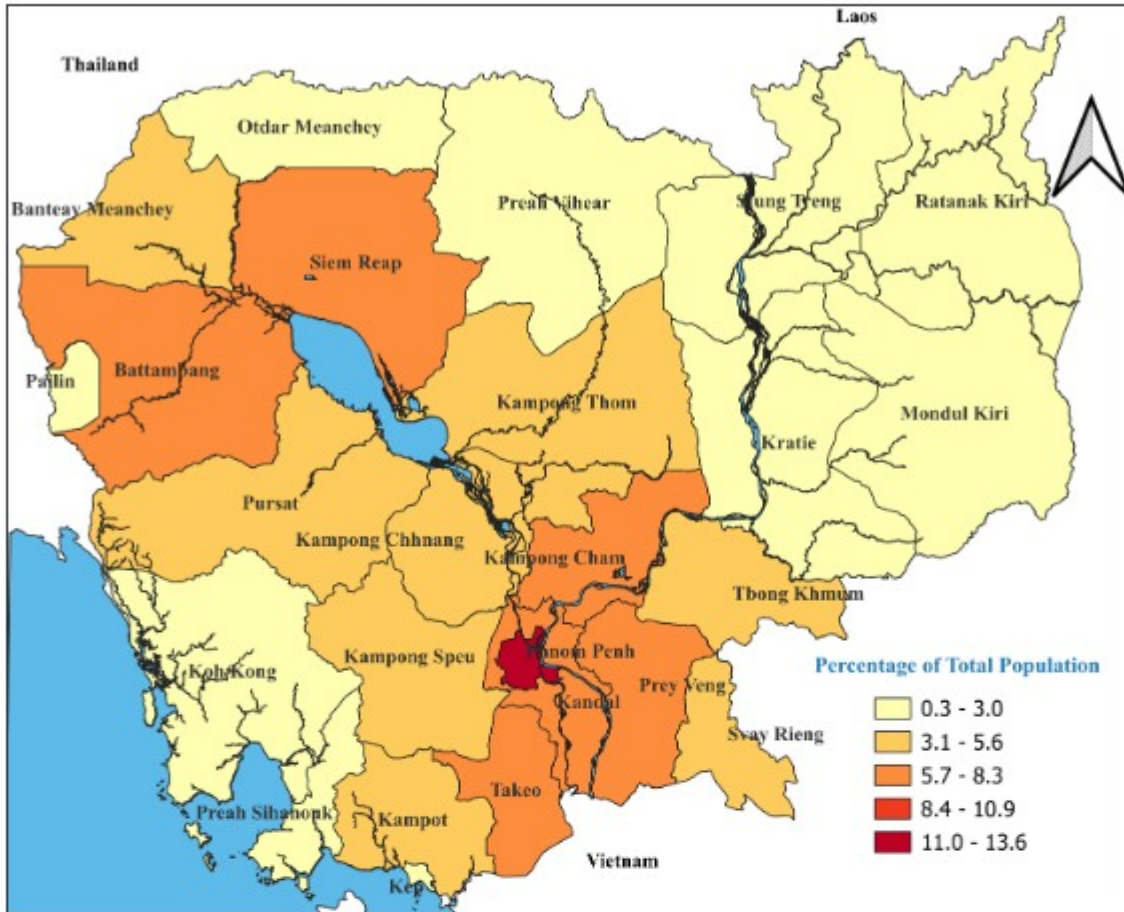 Laos
Thailand
Otdar Meanchey
Banteay Meanchey
Preah Vihear
Stung Treng
Ratanak Kiri
Siem Reap
Pailin
Battampang
Kampong Thom
Mondul Kiri
Kratie
Pursat
Kampong Chhnang
Kampong Cham
Tbong Khmum
Kampong Speu
Phnom Penh
Koh Kong
Prey Veng
Kandal
Svay Rieng
Takeo
Preah Sihanouk
Kampot
Kep
Vietnam
Percentage of Total Population
0.3 - 3.0
3.1 - 5.6
5.7 - 8.3
8.4 - 10.9
11.0 - 13.6